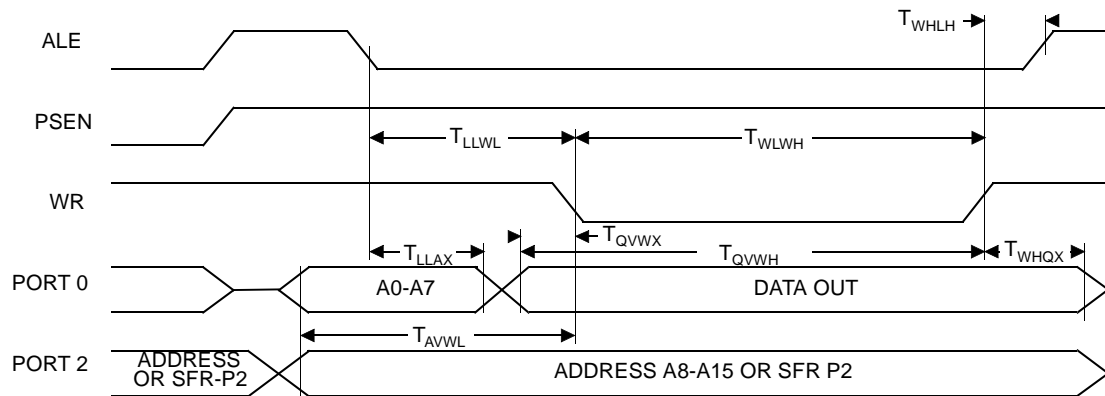 ALE
TWHLH
PSEN
TLLWL
TWLWH
WR
TLLAX
TQVWX
TQVWH
TWHQX
PORT 0
A0-A7
DATA OUT
TAVWL
PORT 2
ADDRESS
OR SFR-P2
ADDRESS A8-A15 OR SFR P2